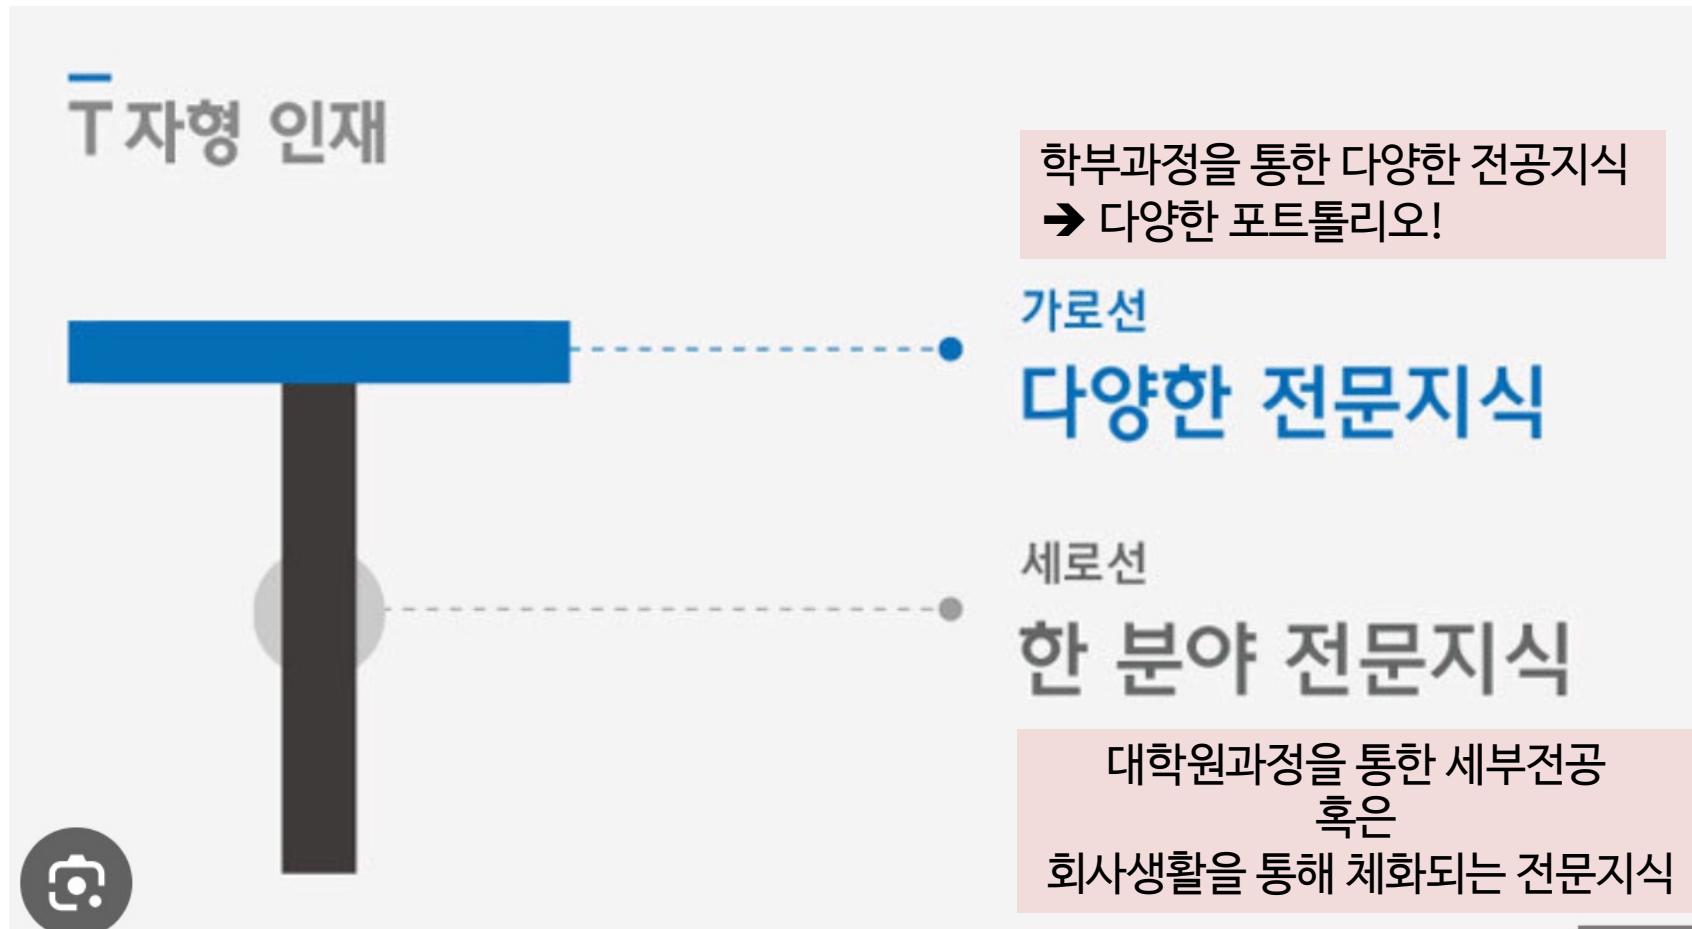 T자형 인재
학부과정을 통한 다양한 전공지식
➔ 다양한 포트톨리오!
가로선
다양한 전문지식
세로선
한 분야 전문지식
대학원과정을 통한 세부전공
혹은
회사생활을 통해 체화되는 전문지식